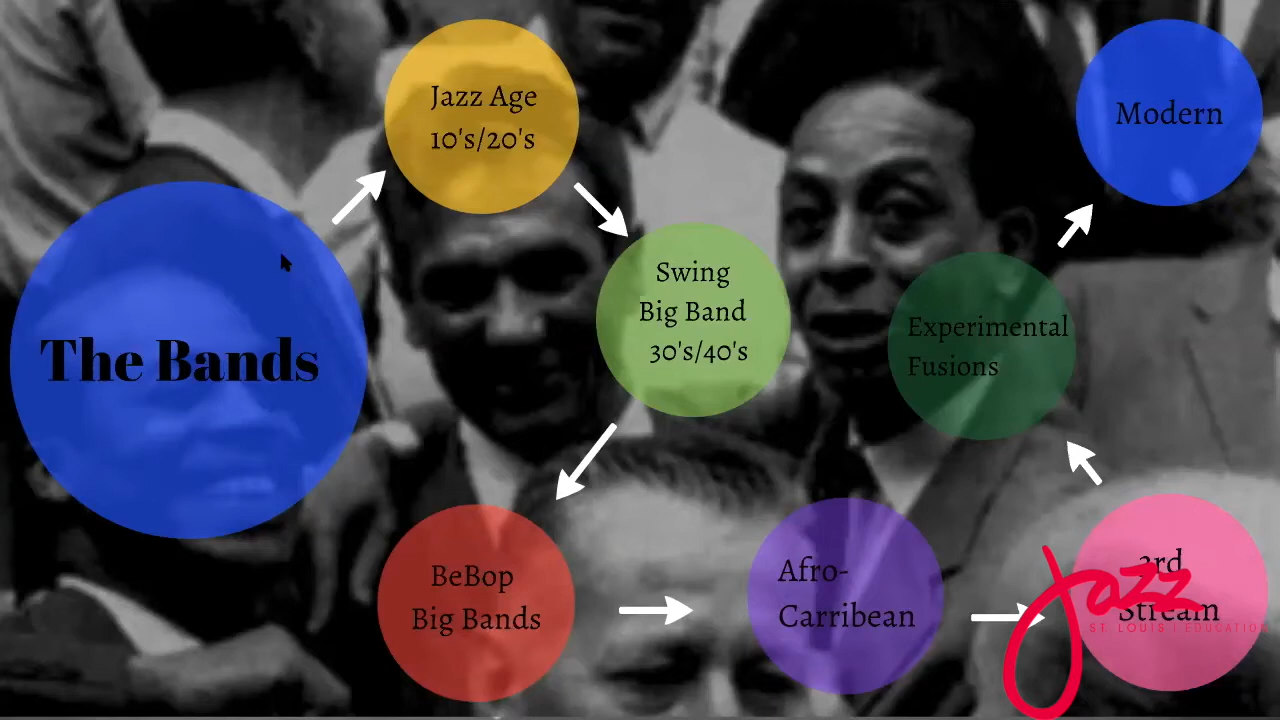 The Bands
Jazz Age
10's/20's
Swing
Big Band
30's/40's
BeBop
Big Bands
Afro-
Carribean
3rd
Stream
Jazz
ST. LOUIS | EDUCATION
Experimental
Fusions
Modern